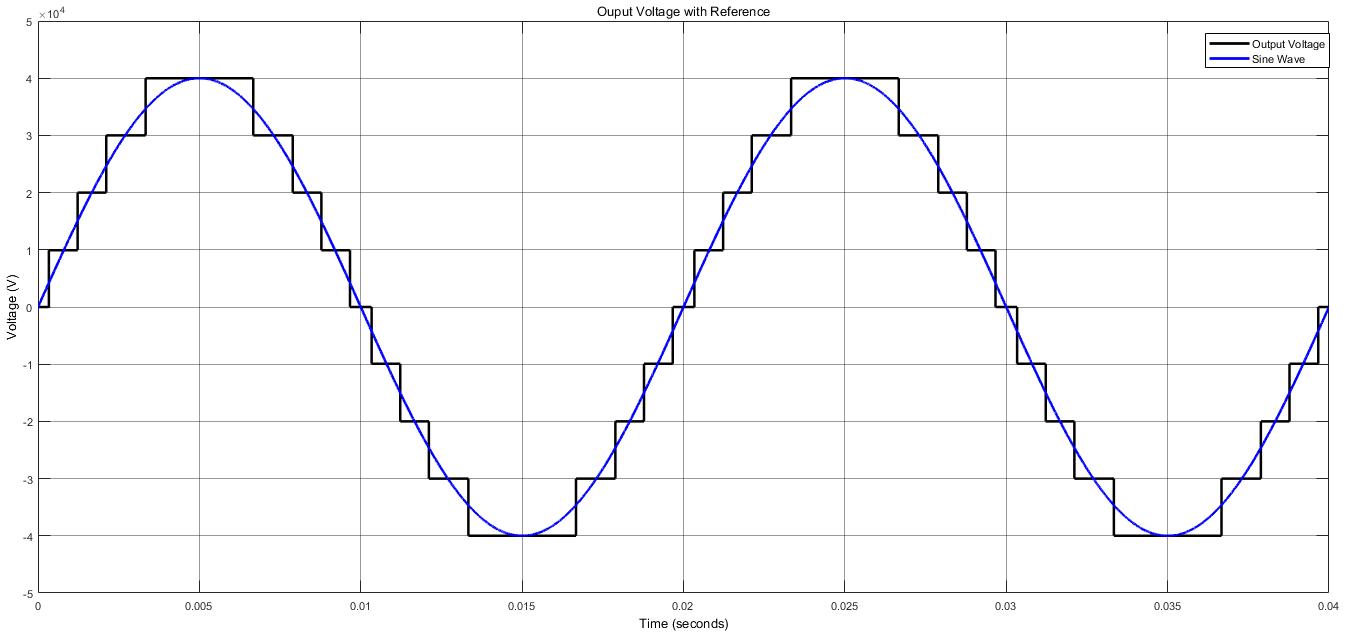 Ouput Voltage with Reference
×10⁴
Output Voltage
Sine Wave
5
4
3
2
1
0
-1
-2
-3
-4
-5
Voltage (V)
0 0.005 0.01 0.015 0.02 0.025 0.03 0.035 0.04
Time (seconds)